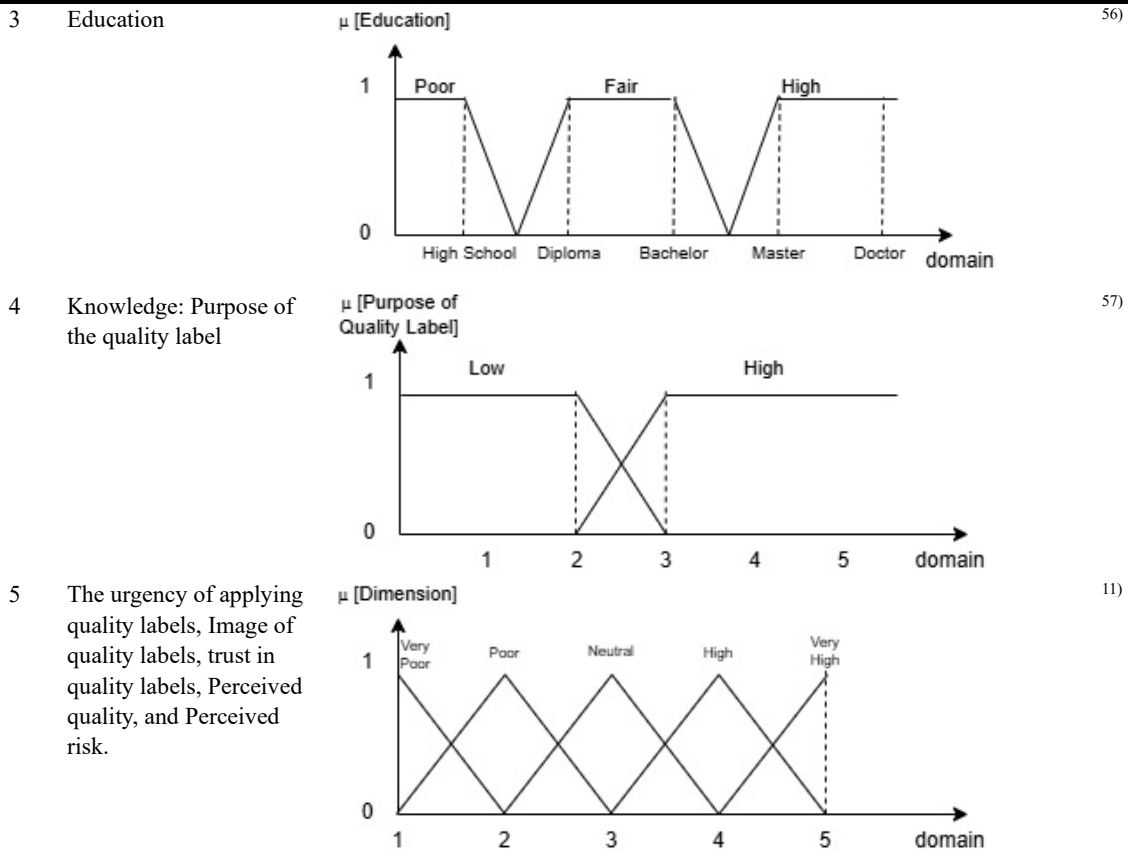 3 Education μ [Education] 56)
1 Poor Fair High
0
High School Diploma Bachelor Master Doctor domain
4 Knowledge: Purpose of the quality label μ [Purpose of Quality Label] 57)
1 Low High
0
1 2 3 4 5 domain
5 The urgency of applying μ [Dimension] 11)
quality labels, Image of
quality labels, trust in
quality labels, Perceived
quality, and Perceived
risk.
1 Very Poor Poor Neutral High Very High
0
1 2 3 4 5 domain